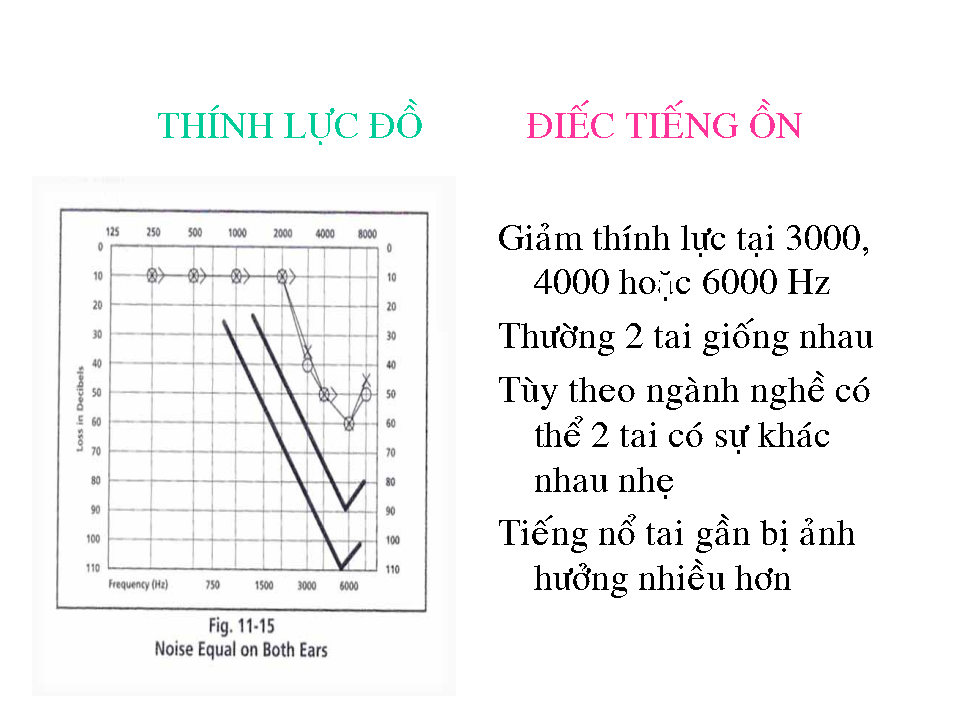 THÍNH LỰC ĐỒ ĐIẾC TIẾNG ỒN
125 250 500 1000 2000 4000 8000
0 0
10 10
20 20
30 30
40 40
50 50
60 60
70 70
80 80
90 90
100 100
110 110
Loss in Decibels
Frequency (Hz) 750 1500 3000 6000
Fig. 11-15
Noise Equal on Both Ears
Giảm thính lực tại 3000,
4000 hoặc 6000 Hz
Thường 2 tai giống nhau
Tùy theo ngành nghề có
thể 2 tai có sự khác
nhau nhẹ
Tiếng nổ tai gần bị ảnh
hưởng nhiều hơn